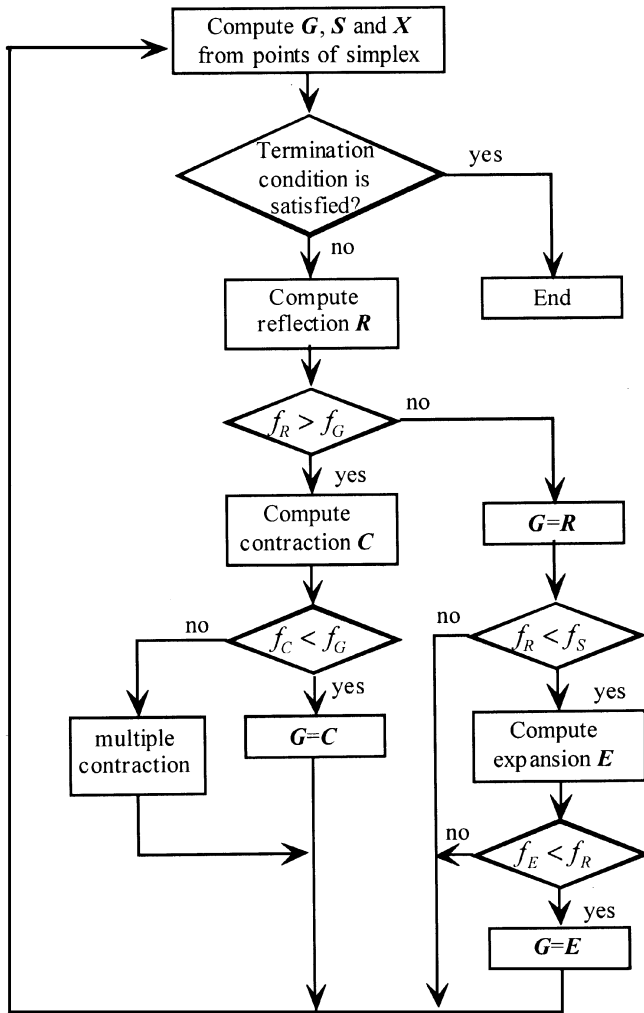 Compute G, S and X
from points of simplex
Termination
condition is
satisfied?
yes
no
End
Compute
reflection R
f_R > f_G
no
yes
Compute
contraction C
G=R
no
f_C < f_G
no
f_R < f_S
yes
yes
multiple
contraction
G=C
Compute
expansion E
no
f_E < f_R
yes
G=E